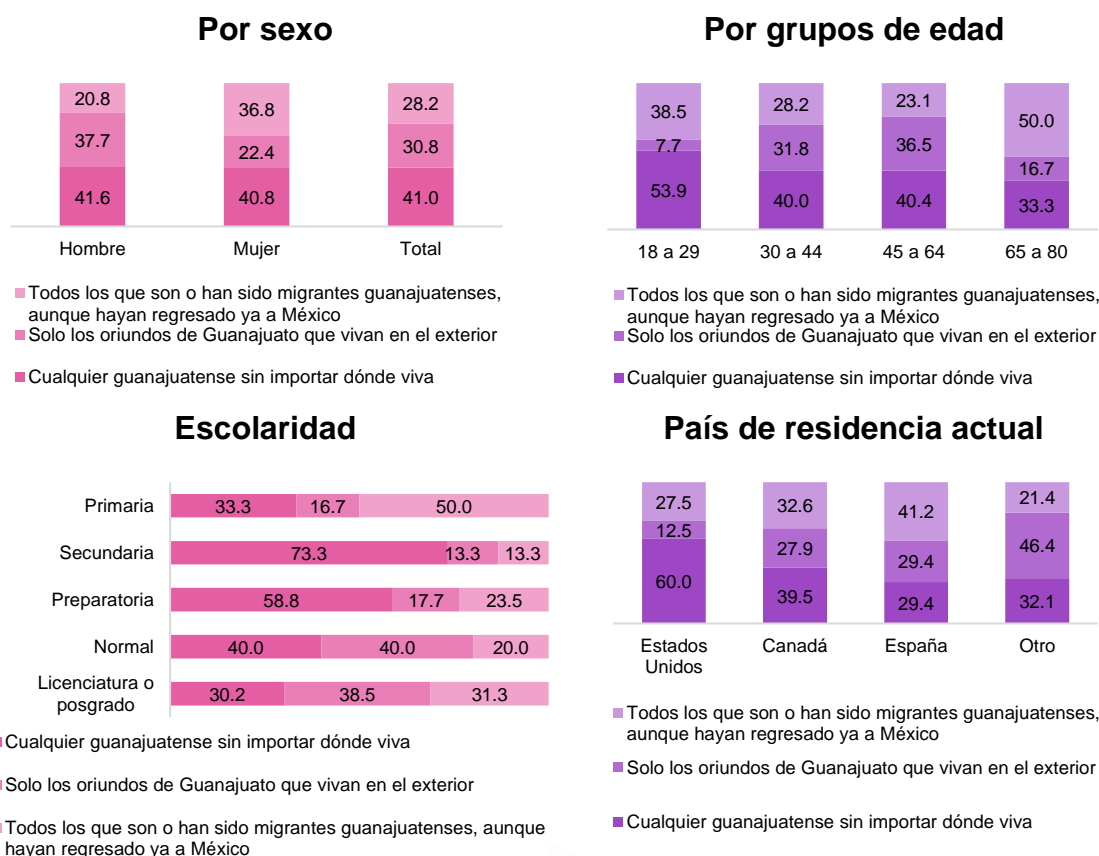 Por sexo
20.8
36.8
28.2
37.7
22.4
30.8
41.6
40.8
41.0
Hombre
Mujer
Total
Todos los que son o han sido migrantes guanajuatenses,
aunque hayan regresado ya a México
Solo los oriundos de Guanajuato que vivan en el exterior
Cualquier guanajuatense sin importar dónde viva
Por grupos de edad
38.5
28.2
23.1
50.0
7.7
31.8
36.5
16.7
53.9
40.0
40.4
33.3
18 a 29
30 a 44
45 a 64
65 a 80
Todos los que son o han sido migrantes guanajuatenses,
aunque hayan regresado ya a México
Solo los oriundos de Guanajuato que vivan en el exterior
Cualquier guanajuatense sin importar dónde viva
Escolaridad
Primaria
33.3
16.7
50.0
Secundaria
73.3
13.3
13.3
Preparatoria
58.8
17.7
23.5
Normal
40.0
40.0
20.0
Licenciatura o
posgrado
30.2
38.5
31.3
Cualquier guanajuatense sin importar dónde viva
Solo los oriundos de Guanajuato que vivan en el exterior
Todos los que son o han sido migrantes guanajuatenses, aunque
hayan regresado ya a México
País de residencia actual
27.5
32.6
41.2
21.4
12.5
27.9
29.4
46.4
60.0
39.5
29.4
32.1
Estados
Unidos
Canadá
España
Otro
Todos los que son o han sido migrantes guanajuatenses,
aunque hayan regresado ya a México
Solo los oriundos de Guanajuato que vivan en el exterior
Cualquier guanajuatense sin importar dónde viva